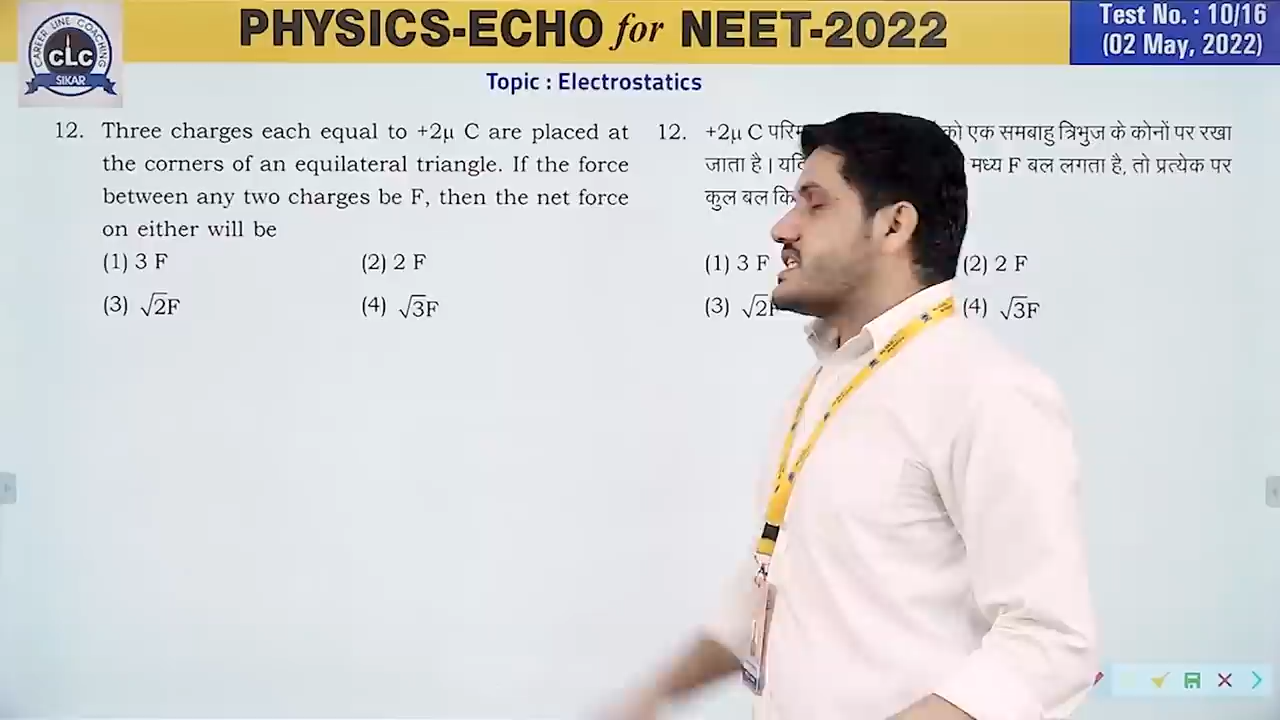 PHYSICS-ECHO for NEET-2022
Test No. : 10/16
(02 May, 2022)
CAREER LINE COACHING
CLC
SIKAR
Topic : Electrostatics
12. Three charges each equal to +2μ C are placed at
the corners of an equilateral triangle. If the force
between any two charges be F, then the net force
on either will be
(1) 3 F (2) 2 F
(3) √2F (4) √3F
12. +2μ C को एक समबाहु त्रिभुज के कोनों पर रखा
जाता है। मध्य F बल लगता है, तो प्रत्येक पर
कुल बल
(1) 3 F (2) 2 F
(3) √2F (4) √3F